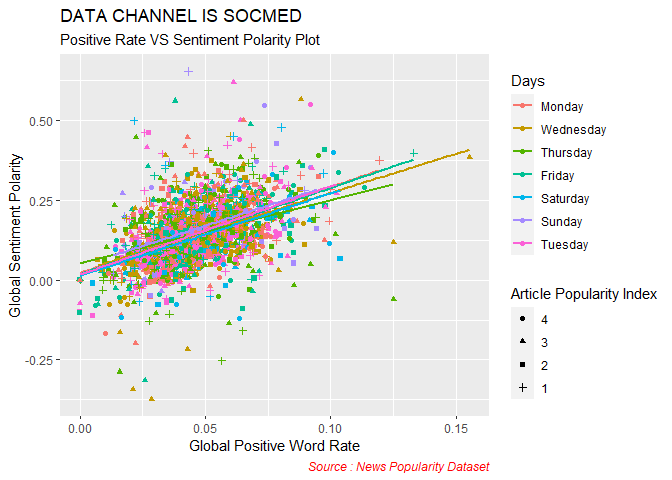 DATA CHANNEL IS SOCMED
Positive Rate VS Sentiment Polarity Plot
Global Sentiment Polarity
0.50
0.25
0.00
-0.25
0.00 0.05 0.10 0.15
Global Positive Word Rate
Source : News Popularity Dataset
Days
Monday
Wednesday
Thursday
Friday
Saturday
Sunday
Tuesday
Article Popularity Index
4
3
2
1